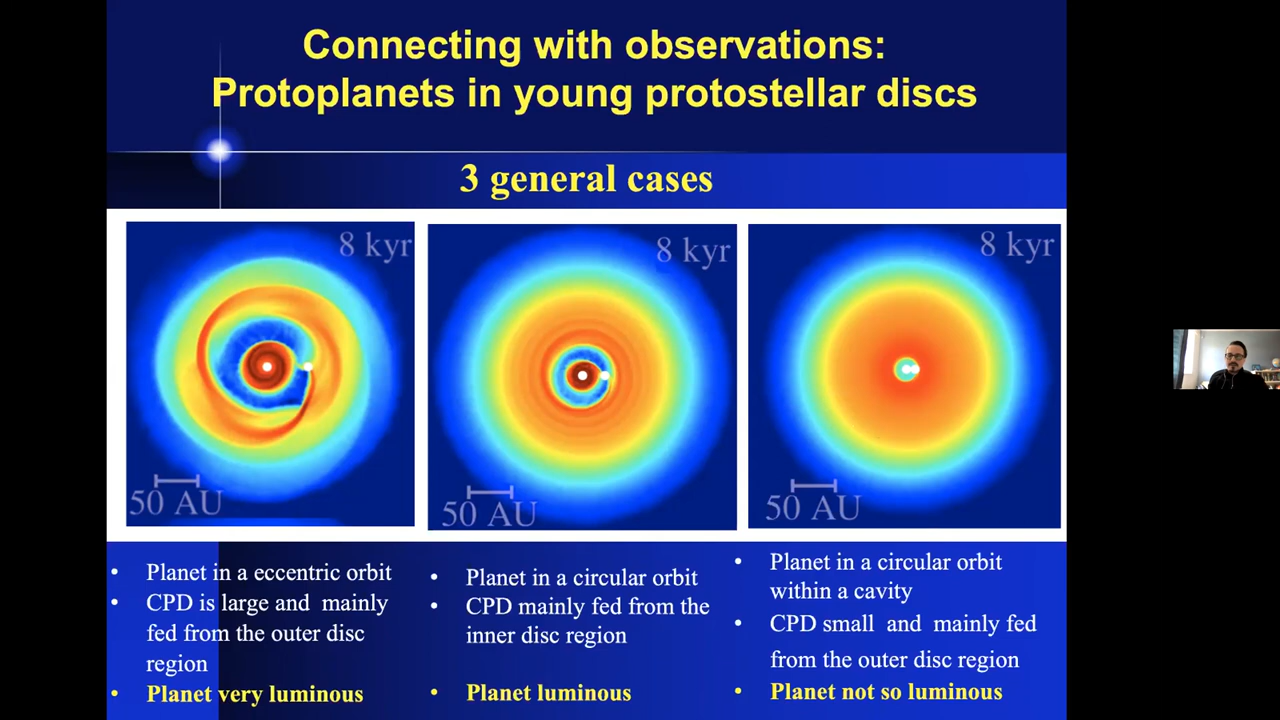 Connecting with observations:
Protoplanets in young protostellar discs
3 general cases
8 kyr
50 AU
8 kyr
50 AU
8 kyr
50 AU
• Planet in a eccentric orbit
• CPD is large and mainly
fed from the outer disc
region
• Planet very luminous
• Planet in a circular orbit
• CPD mainly fed from the
inner disc region
• Planet luminous
• Planet in a circular orbit
within a cavity
• CPD small and mainly fed
from the outer disc region
• Planet not so luminous